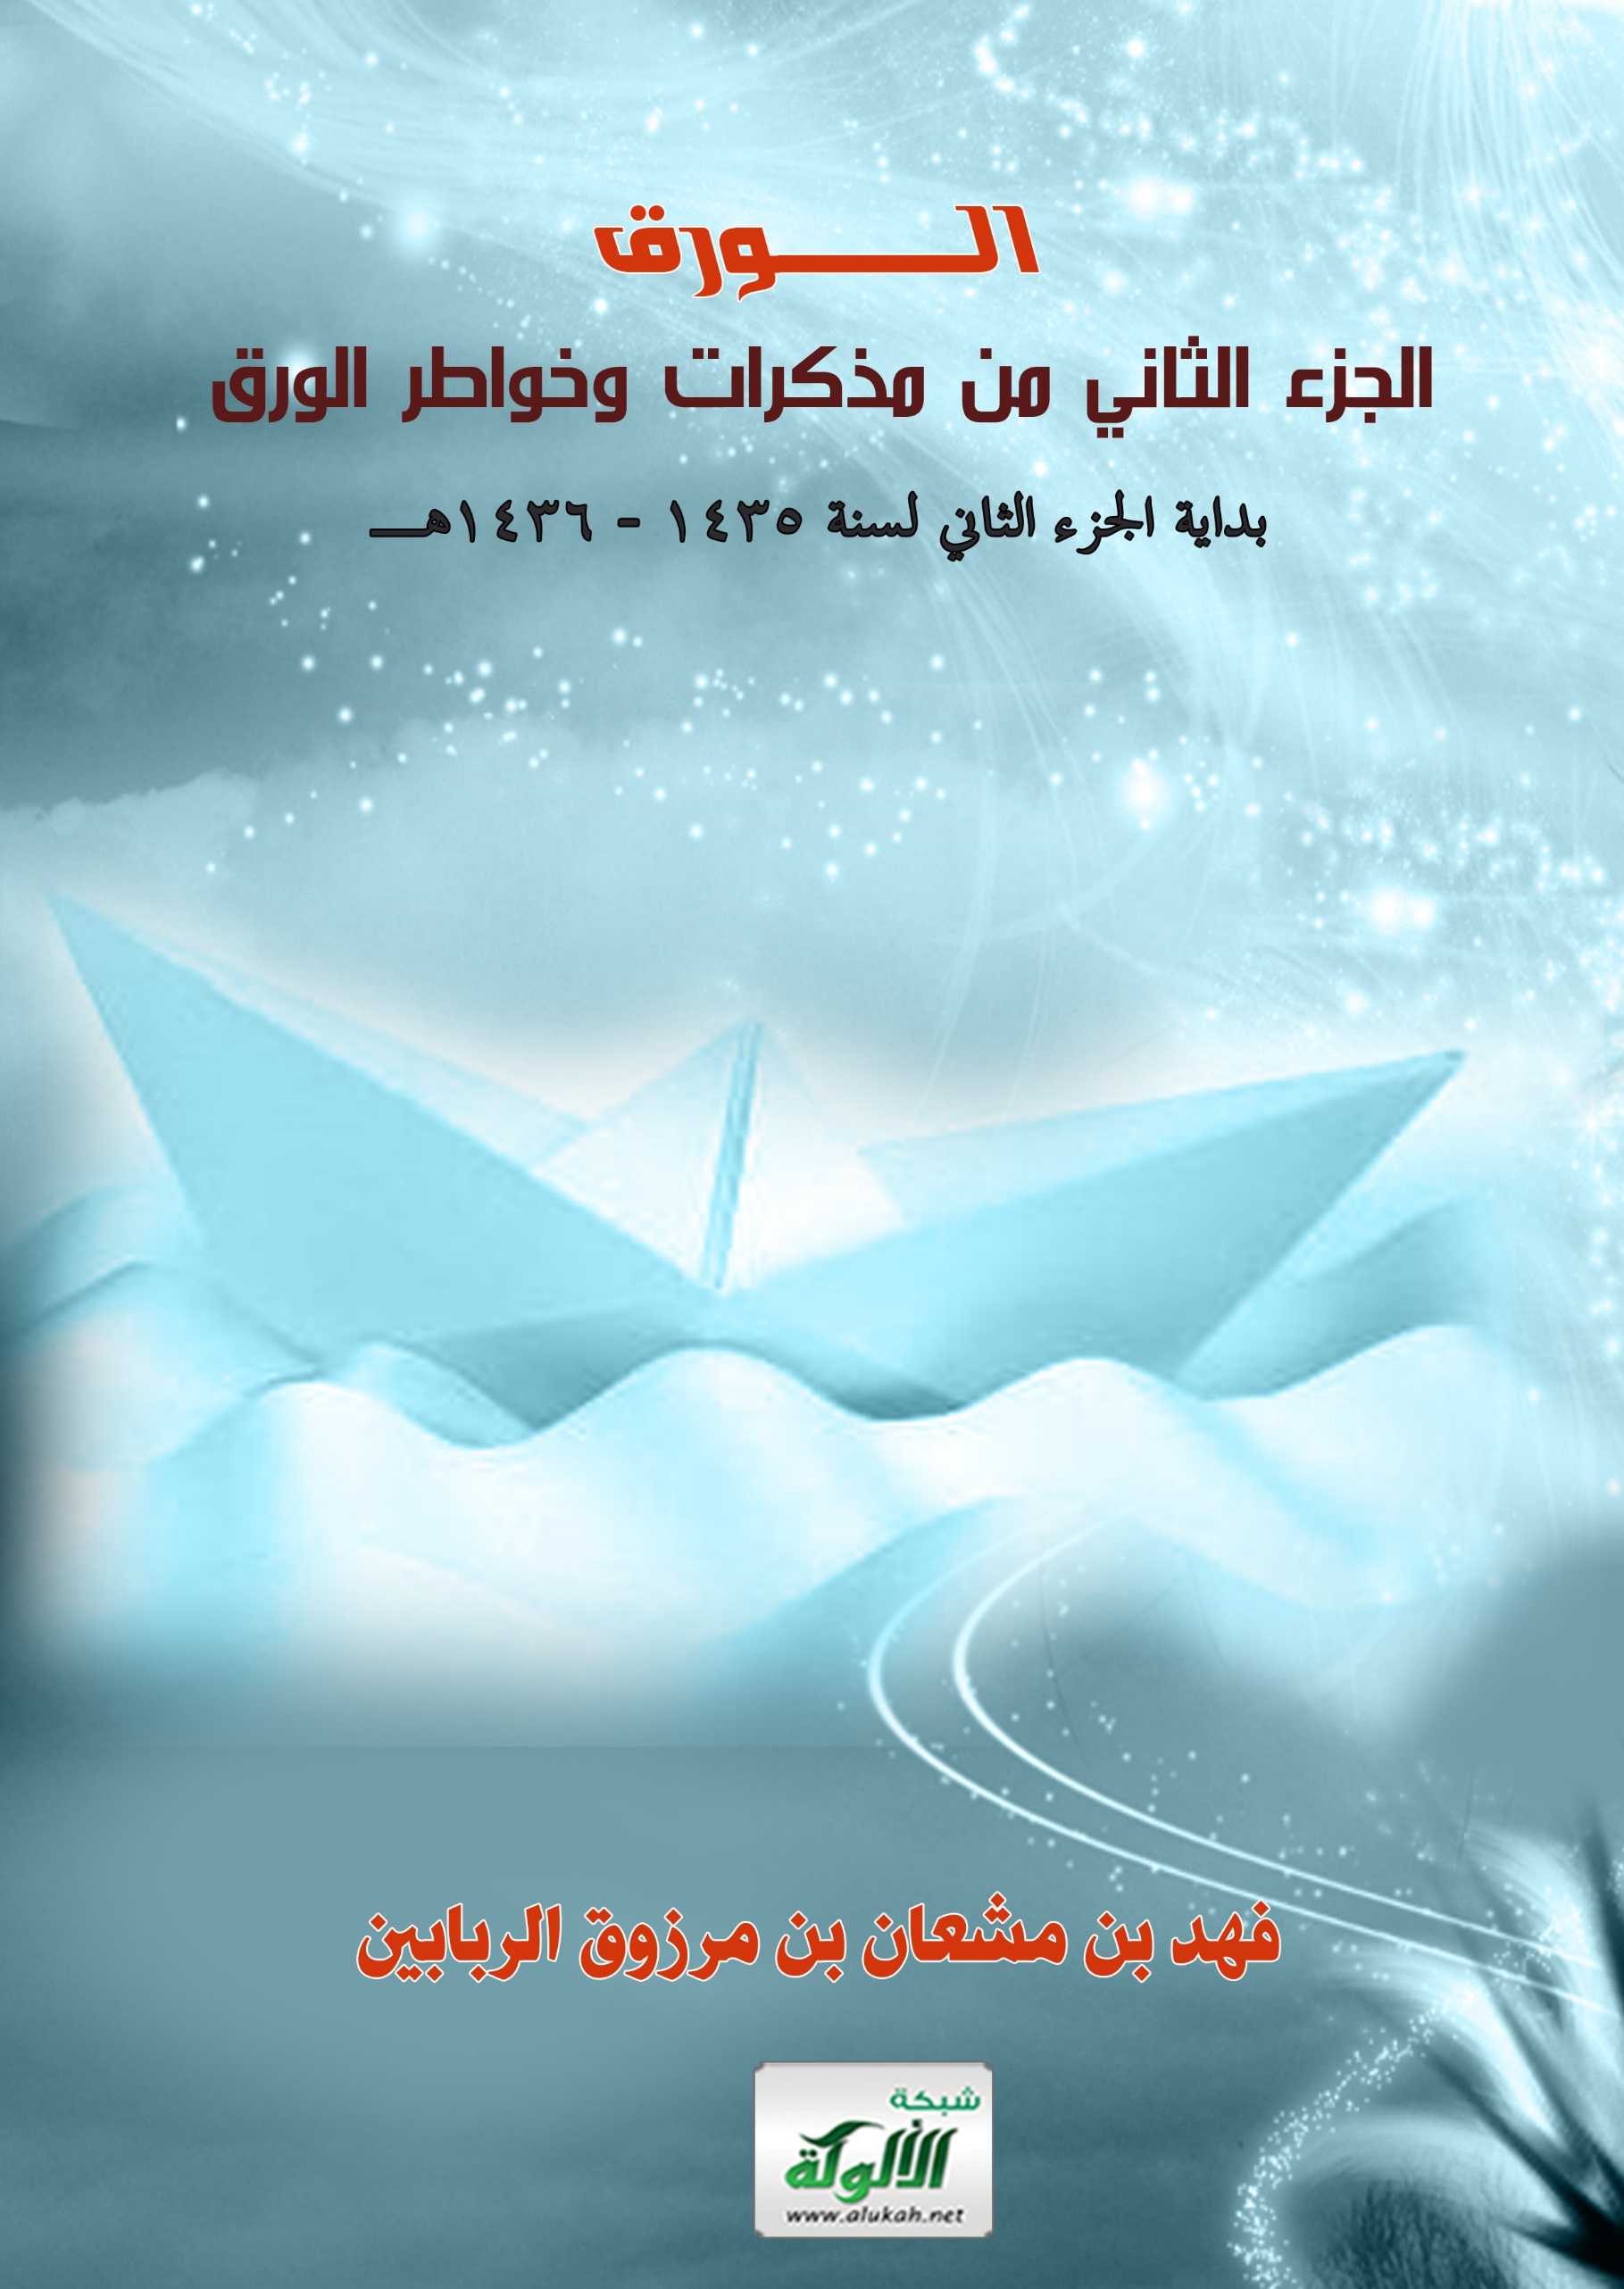 الـــــورق
الجزء الثاني من مذكرات وخواطر الورق
بداية الجزء الثاني لسنة ١٤٣٥ - ١٤٣٦هـــ
فهد بن مشعان بن مرزوق الربابين
شبكة
الألوكة
www.alukah.net